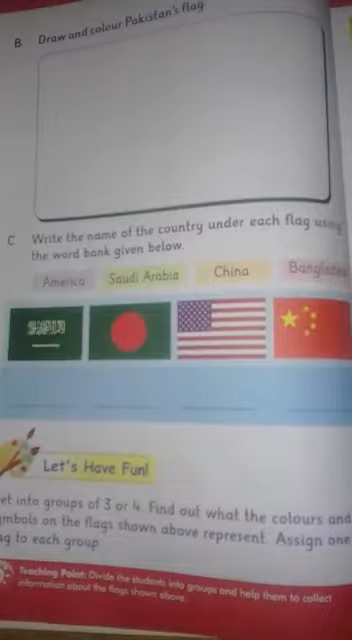 B. Draw and colour Pakistan's flag.
C Write the name of the country under each flag using
the word bank given below.
America Saudi Arabia China Banglades
Let's Have Fun!
et into groups of 3 or 4. Find out what the colours and
mbols on the flags shown above represent. Assign one
ag to each group.
Teaching Point: Divide the students into groups and help them to collect
information about the flags shown above.